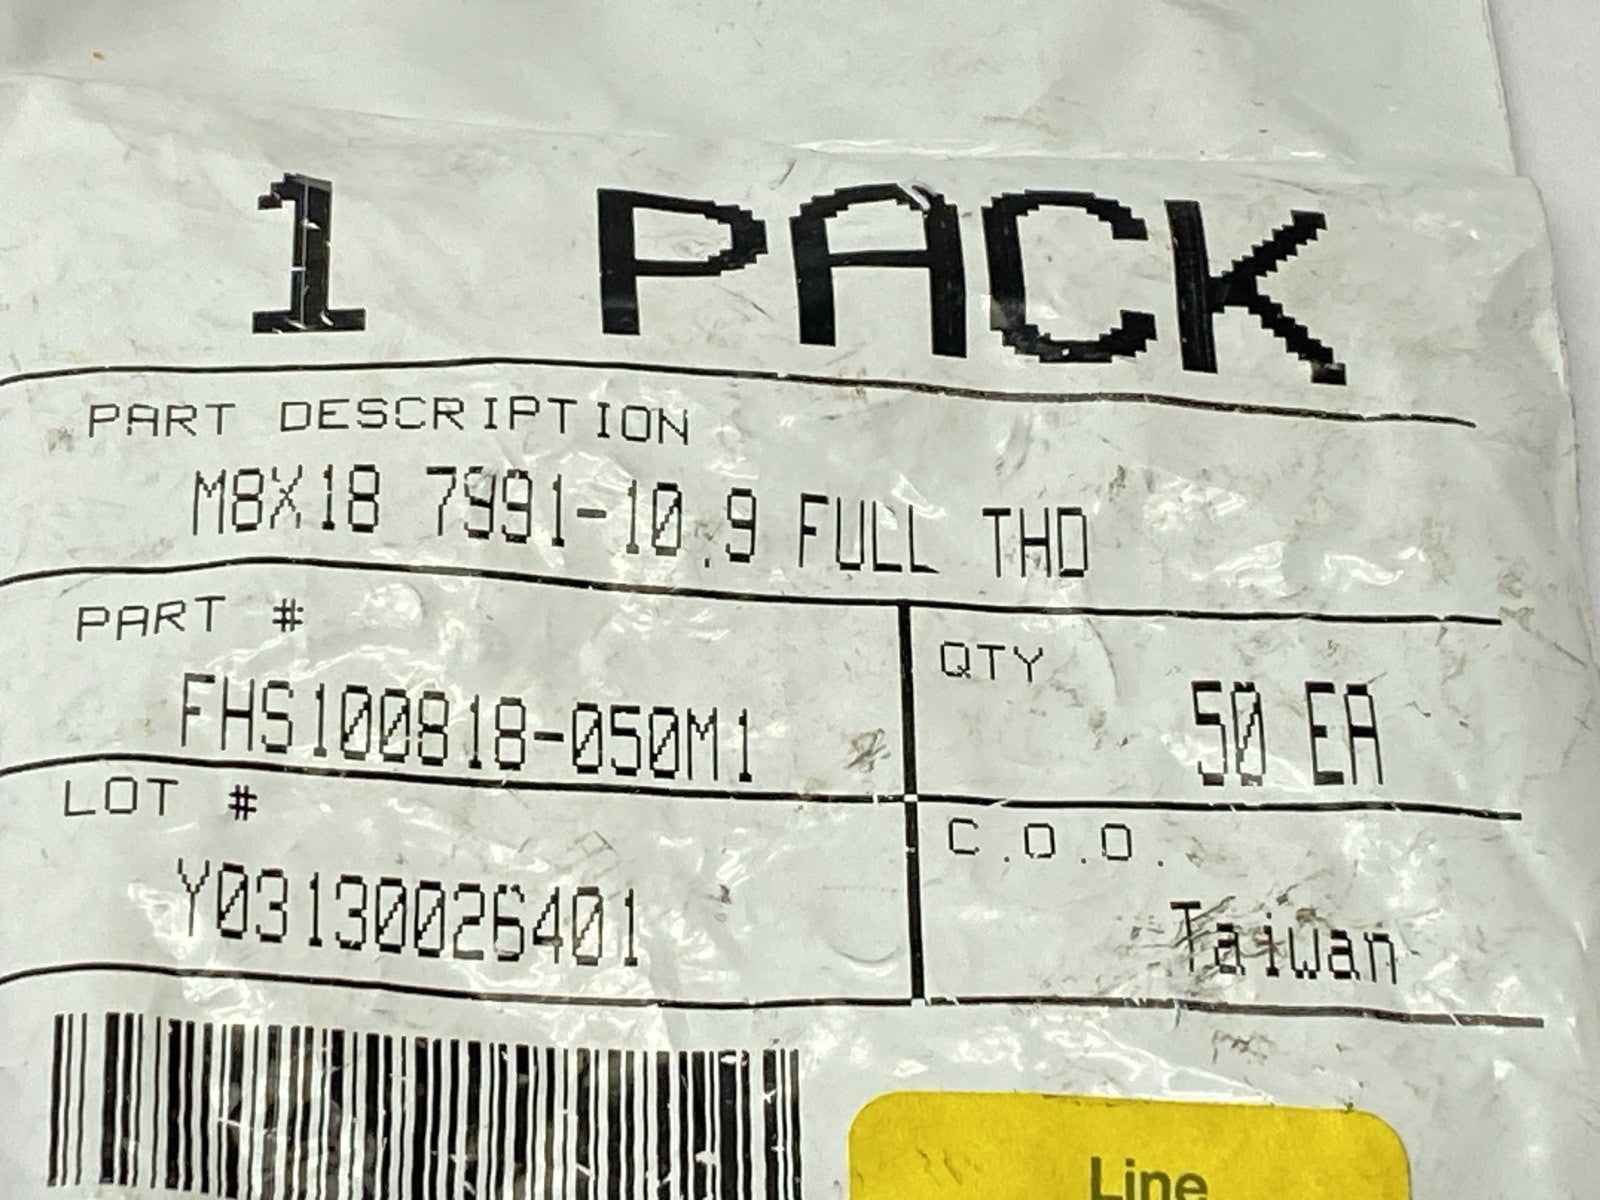 1 PACK
PART DESCRIPTION
M8X18 7991-10.9 FULL THD
PART #
FHS100818-050M1
QTY
50 EA
LOT #
Y03130026401
C.O.O.
Taiwan
Line